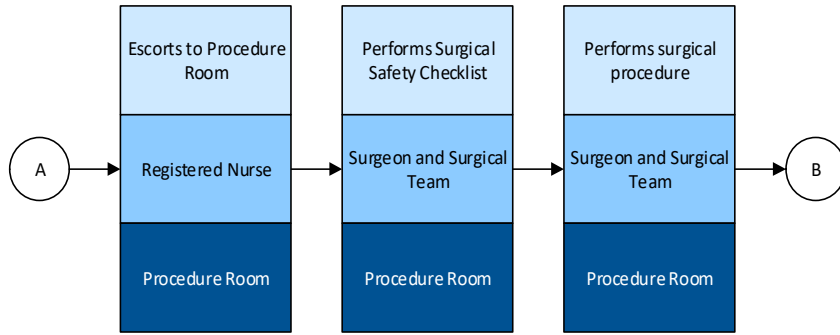 A
Escorts to Procedure
Room
Registered Nurse
Procedure Room
Performs Surgical
Safety Checklist
Surgeon and Surgical
Team
Procedure Room
Performs surgical
procedure
Surgeon and Surgical
Team
Procedure Room
B